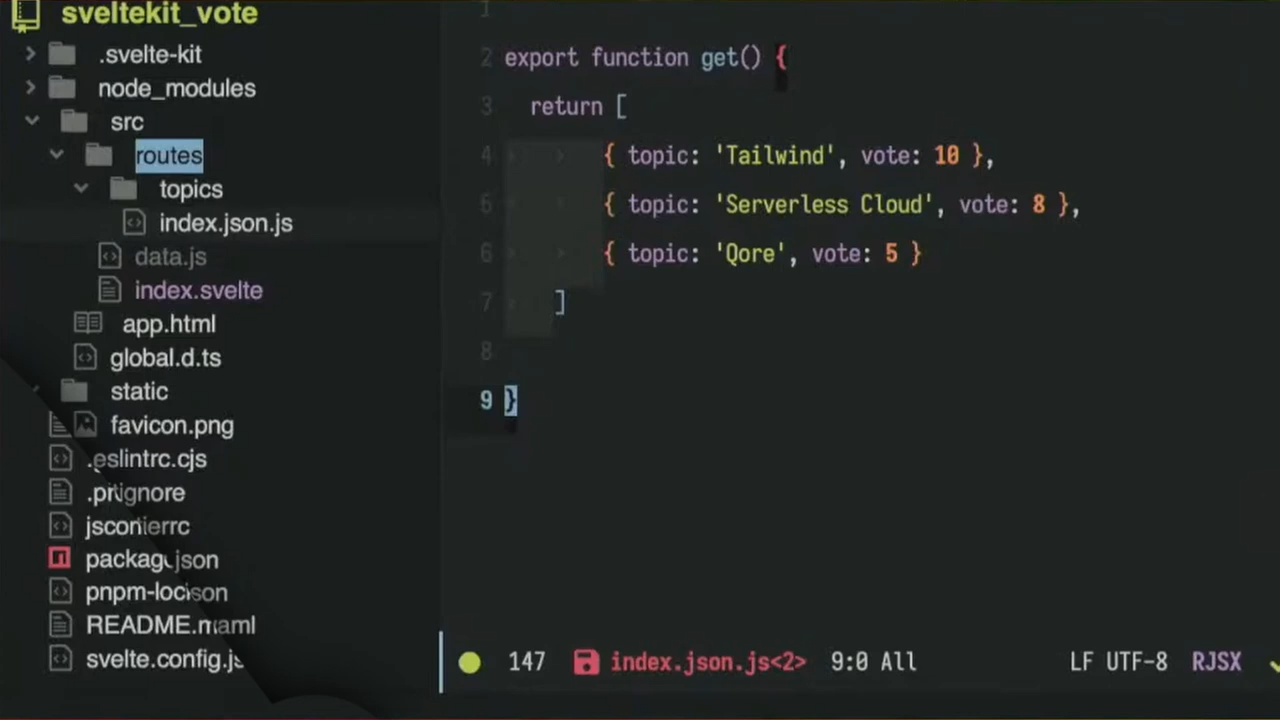 sveltekit_vote
.svelte-kit
node_modules
src
routes
topics
index.json.js
data.js
index.svelte
app.html
global.d.ts
static
favicon.png
.eslintrc.cjs
README.m
svelte.config.js
1
2 export function get() {
3 return [
4 { topic: 'Tailwind', vote: 10 },
5 { topic: 'Serverless Cloud', vote: 8 },
6 { topic: 'Qore', vote: 5 }
7 ]
8
9 }
147 index.json.js<2> 9:0 All LF UTF-8 RJSX